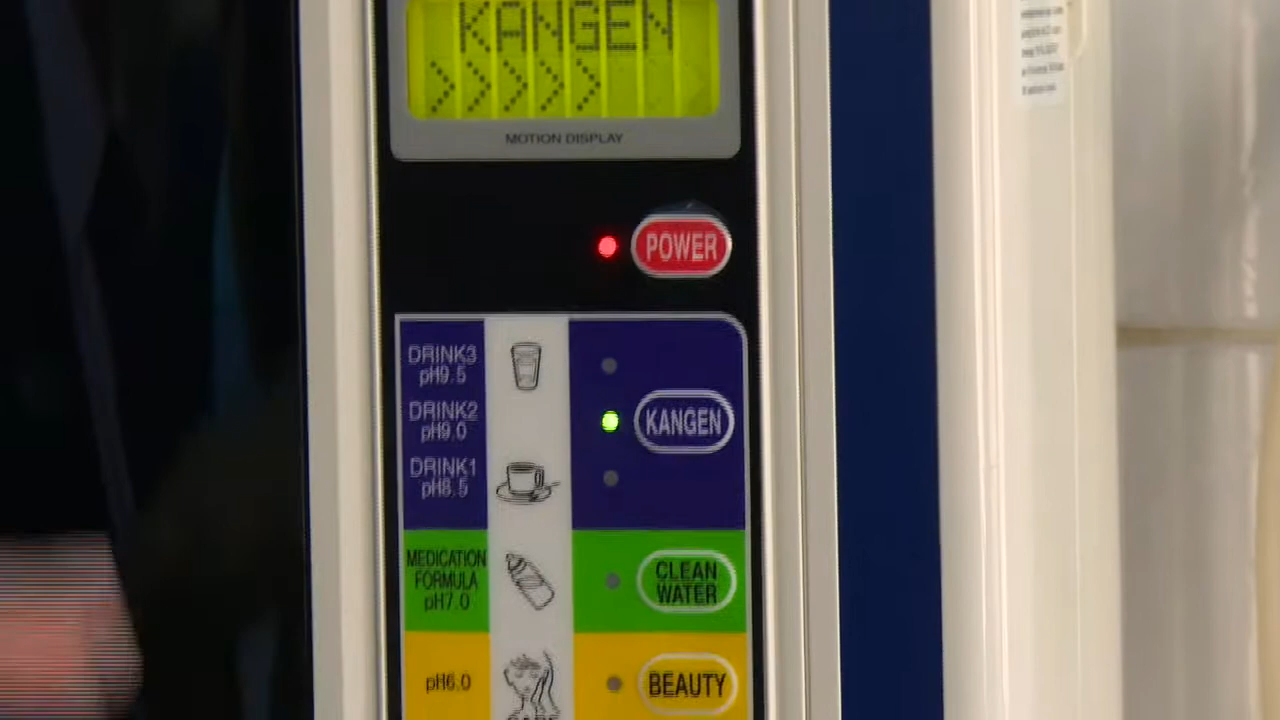 KANGEN
>>>>>
MOTION DISPLAY
POWER
DRINK3
pH9.5
DRINK2
pH9.0
KANGEN
DRINK1
pH8.5
MEDICATION
FORMULA
pH7.0
CLEAN
WATER
pH6.0
BEAUTY